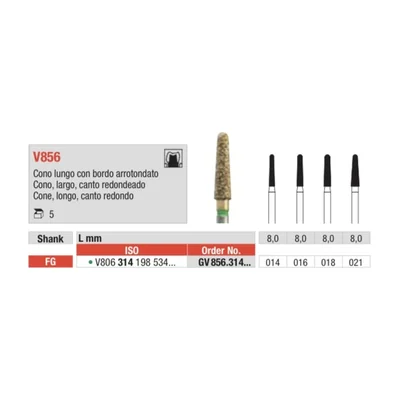 V856
Cono lungo con bordo arrotondato
Cono, largo, canto redondeado
Cone, longo, canto redondo
5
Shank L mm 8,0 8,0 8,0 8,0
ISO Order No.
FG • V806 314 198 534... GV856.314... 014 016 018 021